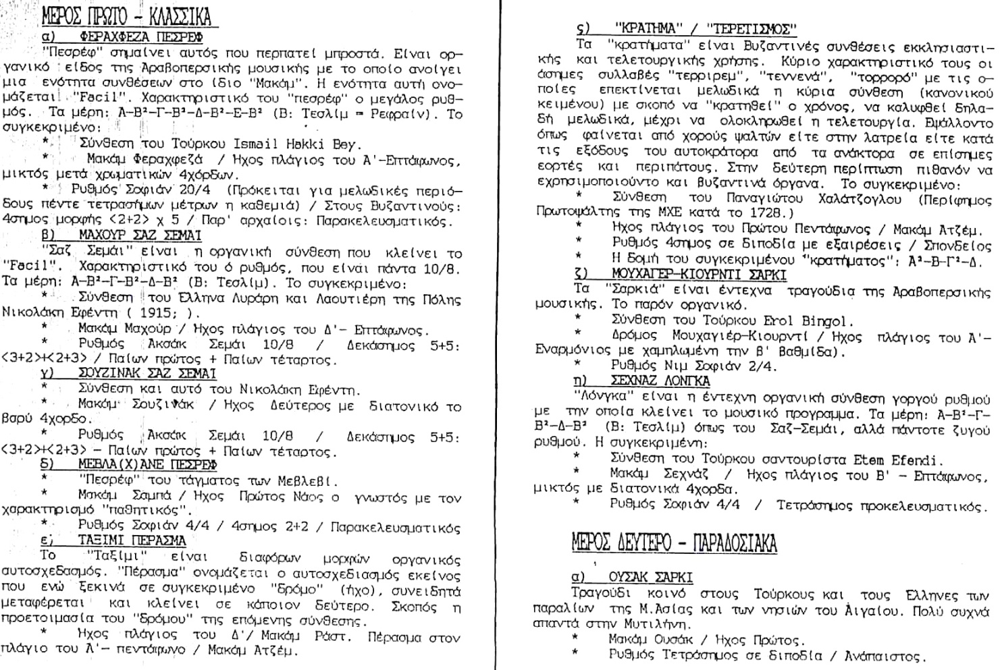 ΜΕΡΟΣ ΠΡΩΤΟ - ΚΛΑΣΣΙΚΑ
α) ΦΕΡΑΧΦΕΖΑ ΠΕΣΡΕΦ
"Πεσρέφ" σημαίνει αυτός που περπατεί μπροστά. Είναι ορ-
γανικό είδος της Αραβοπερσικής μουσικής με το οποίο ανοίγει
μια ενότητα συνθέσεων στο ίδιο "Μακάμ". Η ενότητα αυτή ονο-
μάζεται "Facil". Χαρακτηριστικό του "πεσρέφ" ο μεγάλος ρυθ-
μός. Τα μέρη: Α-Β²-Γ-Β²-Δ-Β²-Ε-Β² (Β: Τεσλίμ = Ρεφραίν). Το
συγκεκριμένο:
* Σύνθεση του Τούρκου Ismail Hakki Bey.
* Μακάμ Φεραχφεζά / Ηχος πλάγιος του Α'-Επτάφωνος,
μικτός μετά χρωματικών 4χόρδων.
* Ρυθμός Σοφιάν 20/4 (Πρόκειται για μελωδικές περιό-
δους πέντε τετρασήμων μέτρων η καθεμιά) / Στους Βυζαντινούς:
4σημος μορφής <2+2> χ 5 / Παρ' αρχαίοις: Παρακελευσματικός.
β) ΜΑΧΟΥΡ ΣΑΖ ΣΕΜΑΙ
"Σαζ Σεμάι" είναι η οργανική σύνθεση που κλείνει το
"Facil". Χαρακτηριστικό του ό ρυθμός, που είναι πάντα 10/8.
Τα μέρη: Α-Β²-Γ-Β²-Δ-Β² (Β: Τεσλίμ). Το συγκεκριμένο:
* Σύνθεση του Ελληνα Λυράρη και Λαουτιέρη της Πόλης
Νικολάκη Εφέντη ( 1915; ).
* Μακάμ Μαχούρ / Ηχος πλάγιος του Δ'- Επτάφωνος.
* Ρυθμός Ακσάκ Σεμάι 10/8 / Δεκάσημος 5+5:
<3+2>+<2+3> / Παίων πρώτος + Παίων τέταρτος.
γ) ΣΟΥΖΙΝΑΚ ΣΑΖ ΣΕΜΑΙ
* Σύνθεση και αυτό του Νικολάκη Εφέντη.
* Μακάμ Σουζινάκ / Ηχος Δεύτερος με διατονικό το
βαρύ 4χορδο.
* Ρυθμός Ακσάκ Σεμάι 10/8 / Δεκάσημος 5+5:
<3+2>+<2+3> - Παίων πρώτος + Παίων τέταρτος.
δ) ΜΕΒΛΑ(Χ)ΑΝΕ ΠΕΣΡΕΦ
* "Πεσρέφ" του τάγματος των Μεβλεβί.
* Μακάμ Σαμπά / Ηχος Πρώτος Νάος ο γνωστός με τον
χαρακτηρισμό "παθητικός".
* Ρυθμός Σοφιάν 4/4 / 4σημος 2+2 / Παρακελευσματικός
ε) ΤΑΞΙΜΙ ΠΕΡΑΣΜΑ
Το "Ταξίμι" είναι διαφόρων μορφών οργανικός
αυτοσχεδασμός. "Πέρασμα" ονομάζεται ο αυτοσχεδιασμός εκείνος
που ενώ ξεκινά σε συγκεκριμένο "δρόμο" (ήχο), συνειδητά
μεταφέρεται και κλείνει σε κάποιον δεύτερο. Σκοπός η
προετοιμασία του "δρόμου" της επόμενης σύνθεσης.
* Ηχος πλάγιος του Δ'/ Μακάμ Ράστ. Πέρασμα στον
πλάγιο του Α'- πεντάφωνο / Μακάμ Ατζέμ.
ς) "ΚΡΑΤΗΜΑ" / "ΤΕΡΕΤΙΣΜΟΣ"
Τα "κρατήματα" είναι Βυζαντινές συνθέσεις εκκλησιαστι-
κής και τελετουργικής χρήσης. Κύριο χαρακτηριστικό τους οι
άσημες συλλαβές "τερριρεμ", "τεννενά", "τορρορό" με τις ο-
ποίες επεκτίνεται μελωδικά η κύρια σύνθεση (κανονικού
κειμένου) με σκοπό να "κρατηθεί" ο χρόνος, να καλυφθεί δηλα-
δή μελωδικά, μέχρι να ολοκληρωθεί η τελετουργία. Εψάλλοντο
όπως φαίνεται από χορούς ψαλτών είτε στην λατρεία είτε κατά
τις εξόδους του αυτοκράτορα από τα ανάκτορα σε επίσημες
εορτές και περιπάτους. Στην δεύτερη περίπτωση πιθανόν να
εχρησιμοποιούντο και βυζαντινά όργανα. Το συγκεκριμένο:
* Σύνθεση του Παναγιώτου Χαλάτζογλου (Περίφημος
Πρωτοψάλτης της ΜΧΕ κατά το 1728.)
* Ηχος πλάγιος του Πρώτου Πεντάφωνος / Μακάμ Ατζέμ.
* Ρυθμός 4σημος σε διποδία με εξαιρέσεις / Σπονδείος
* Η δομή του συγκεκριμένου "κρατήματος": Α²-Β-Γ²-Δ.
ζ) ΜΟΥΧΑΓΕΡ-ΚΙΟΥΡΝΤΙ ΣΑΡΚΙ
Τα "Σαρκιά" είναι έντεχνα τραγούδια της Αραβοπερσικής
μουσικής. Το παρόν οργανικό.
* Σύνθεση του Τούρκου Erol Bingol.
* Δρόμος Μουχαγιέρ-Κιουρντί / Ηχος πλάγιος του Α'-
Εναρμόνιος με χαμηλωμένη την β' βαθμίδα).
* Ρυθμός Νιμ Σοφιάν 2/4.
η) ΣΕΧΝΑΖ ΛΟΝΓΚΑ
"Λόνγκα" είναι η έντεχνη οργανική σύνθεση γοργού ρυθμού
με την οποία κλείνει το μουσικό πρόγραμμα. Τα μέρη: Α-Β²-Γ-
Β²-Δ-Β² (Β: Τεσλίμ) όπως του Σαζ-Σεμάι, αλλά πάντοτε ζυγού
ρυθμού. Η συγκεκριμένη:
* Σύνθεση του Τούρκου σαντουρίστα Etem Efendi.
* Μακάμ Σεχνάζ / Ηχος πλάγιος του Β' - Επτάφωνος,
μικτός με διατονικά 4χορδα.
* Ρυθμός Σοφιάν 4/4 / Τετράσημος προκελευσματικός.
ΜΕΡΟΣ ΔΕΥΤΕΡΟ - ΠΑΡΑΔΟΣΙΑΚΑ
α) ΟΥΣΑΚ ΣΑΡΚΙ
Τραγούδι κοινό στους Τούρκους και τους Ελληνες των
παραλίων της Μ.Ασίας και των νησιών του Αιγαίου. Πολύ συχνά
απαντά στην Μυτιλήνη.
* Μακάμ Ουσάκ / Ηχος Πρώτος.
* Ρυθμός Τετράσημος σε διποδία / Ανάπαιστος.